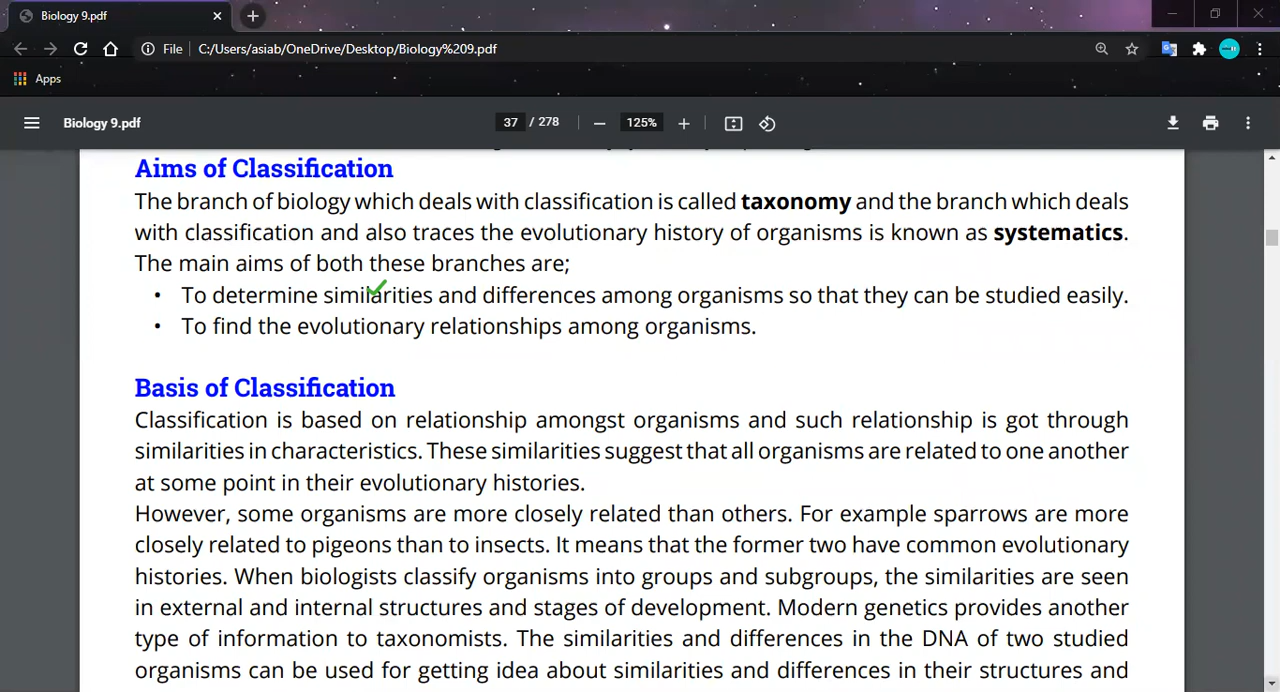 Biology 9.pdf
File C:/Users/asiab/OneDrive/Desktop/Biology%209.pdf
Apps
Biology 9.pdf 37 / 278 125%
Aims of Classification
The branch of biology which deals with classification is called taxonomy and the branch which deals
with classification and also traces the evolutionary history of organisms is known as systematics.
The main aims of both these branches are;
• To determine similarities and differences among organisms so that they can be studied easily.
• To find the evolutionary relationships among organisms.
Basis of Classification
Classification is based on relationship amongst organisms and such relationship is got through
similarities in characteristics. These similarities suggest that all organisms are related to one another
at some point in their evolutionary histories.
However, some organisms are more closely related than others. For example sparrows are more
closely related to pigeons than to insects. It means that the former two have common evolutionary
histories. When biologists classify organisms into groups and subgroups, the similarities are seen
in external and internal structures and stages of development. Modern genetics provides another
type of information to taxonomists. The similarities and differences in the DNA of two studied
organisms can be used for getting idea about similarities and differences in their structures and